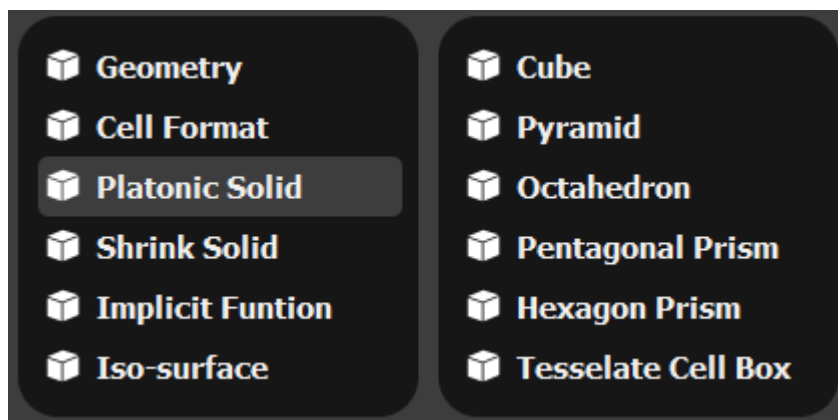 Geometry
Cell Format
Platonic Solid
Shrink Solid
Implicit Funtion
Iso-surface
Cube
Pyramid
Octahedron
Pentagonal Prism
Hexagon Prism
Tesselate Cell Box